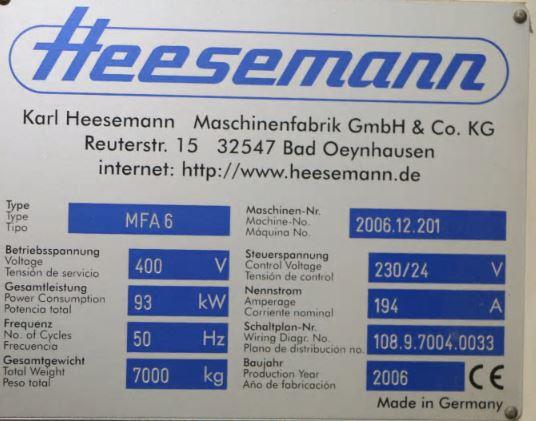 Heesemann
Karl Heesemann Maschinenfabrik GmbH & Co. KG
Reuterstr. 15 32547 Bad Oeynhausen
internet: http://www.heesemann.de
Type
Type
Tipo
MFA 6
Maschinen-Nr.
Machine-No.
Máquina No.
2006.12.201
Betriebsspannung
Voltage
Tensión de servicio
400 V
Steuerspannung
Control Voltage
Tensión de control
230/24 V
Gesamtleistung
Power Consumption
Potencia total
93 kW
Nennstrom
Amperage
Corriente nominal
194 A
Frequenz
No. of Cycles
Frecuencia
50 Hz
Schaltplan-Nr.
Wiring Diagr. No.
Plano de distribución no.
108.9.7004.0033
Gesamtgewicht
Total Weight
Peso total
7000 kg
Baujahr
Production Year
Año de fabricación
2006 CE
Made in Germany